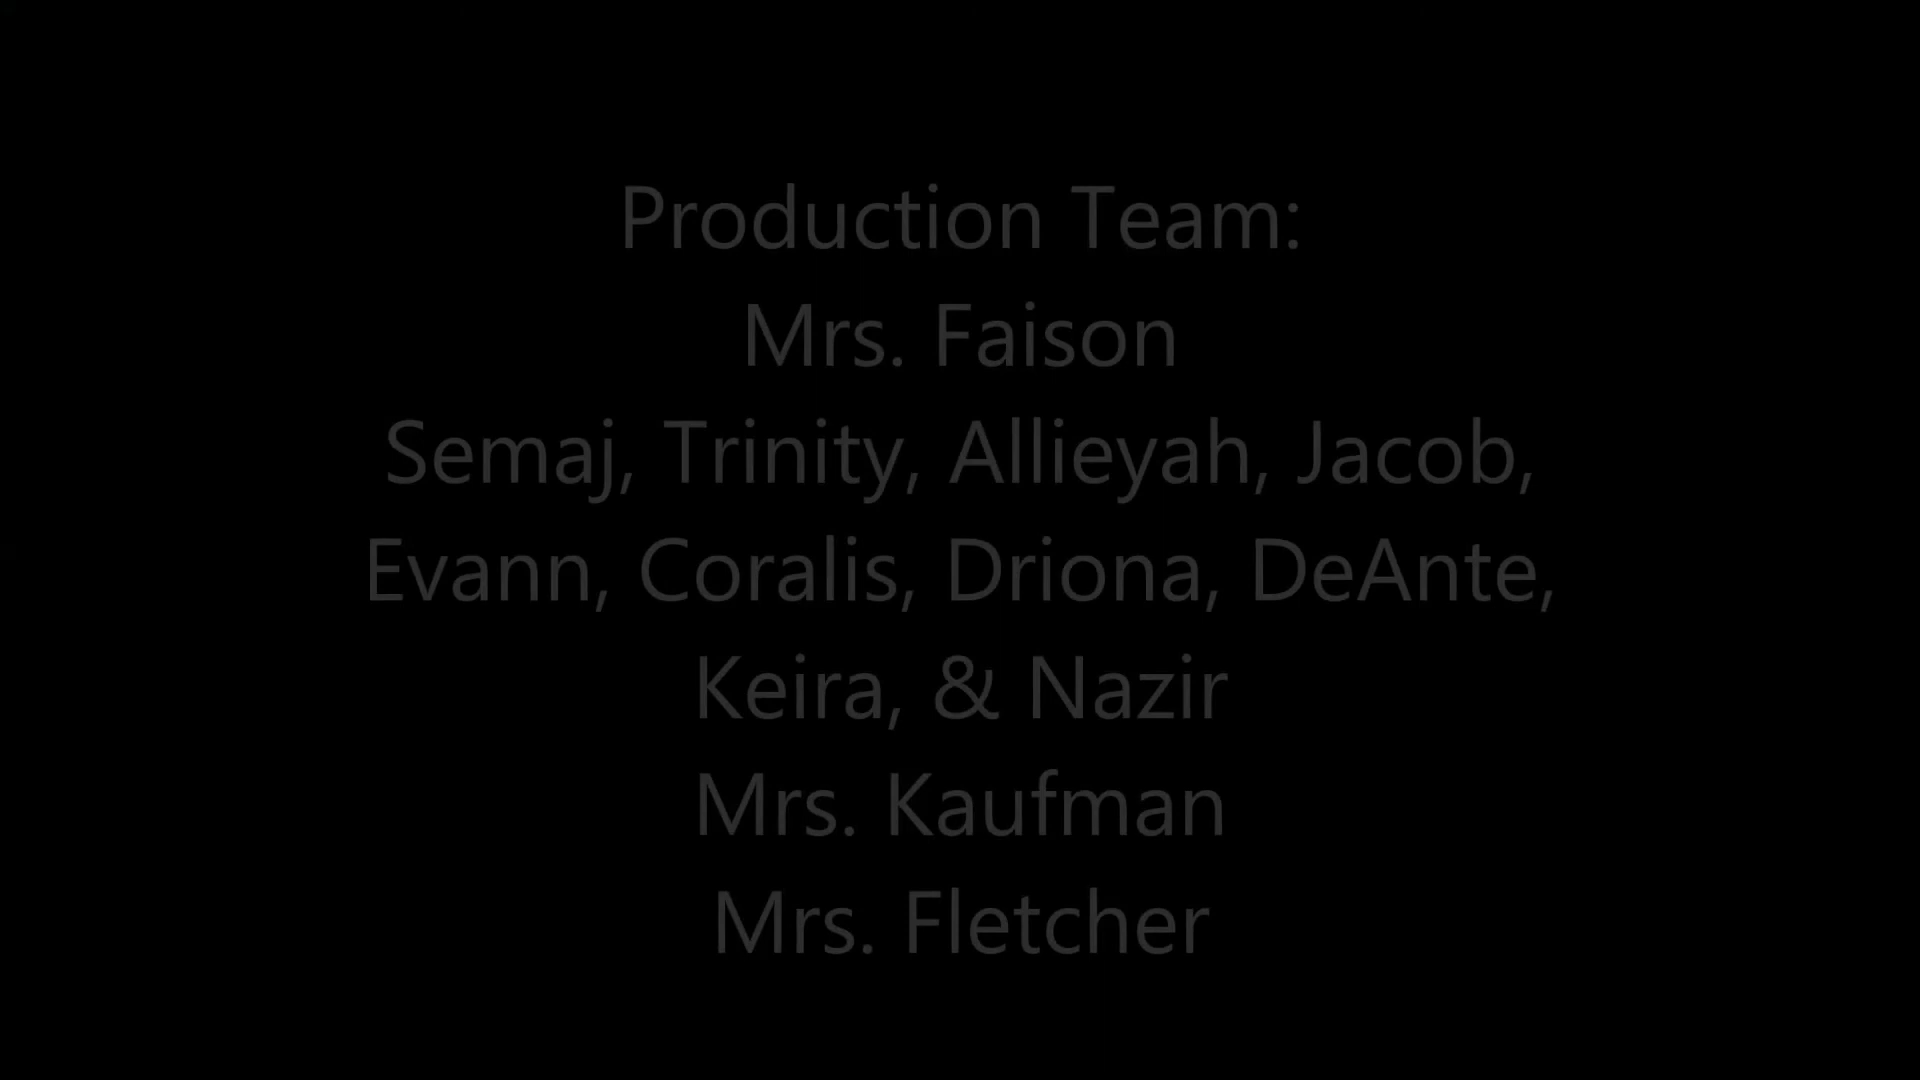 Production Team:
Mrs. Faison
Semaj, Trinity, Allieyah, Jacob,
Evann, Coralis, Driona, DeAnte,
Keira, & Nazir
Mrs. Kaufman
Mrs. Fletcher